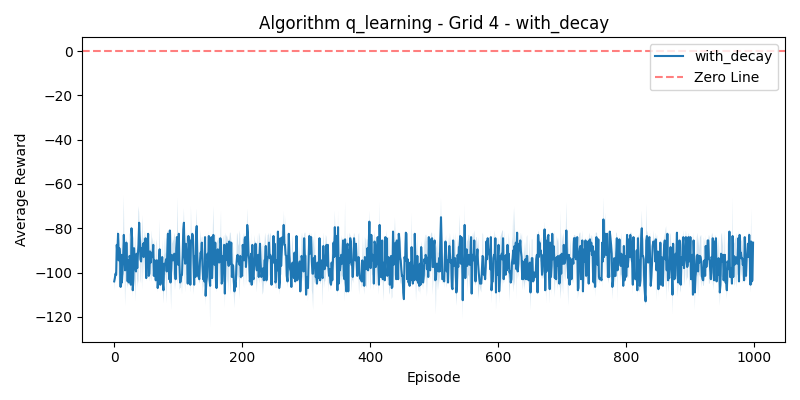 Algorithm q_learning - Grid 4 - with_decay
Average Reward
0
−20
−40
−60
−80
−100
−120
with_decay
Zero Line
0
200
400
600
800
1000
Episode